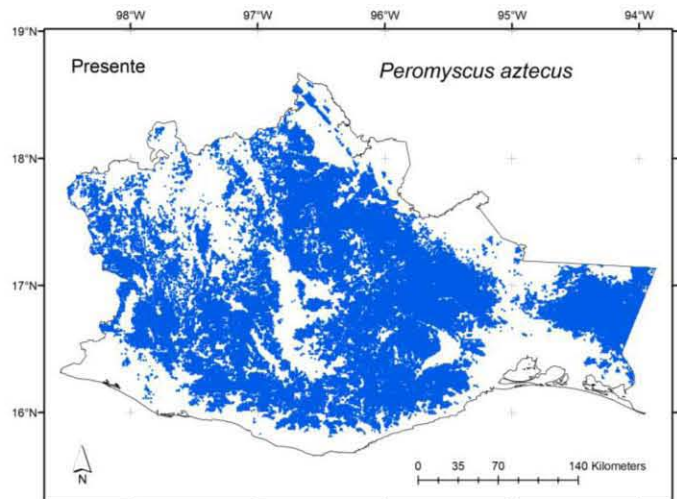 98°W 97°W 96°W 95°W 94°W
19°N
Presente Peromyscus aztecus
18°N
17°N
16°N
N
0 35 70 140 Kilometers